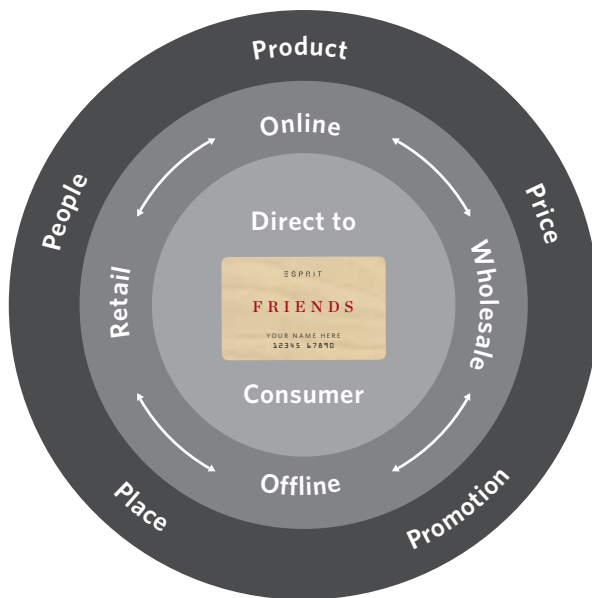 Product
Online
People
Price
Direct to
Retail
Wholesale
ESPRIT
FRIENDS
YOUR NAME HERE
12345 67890
Consumer
Offline
Place
Promotion